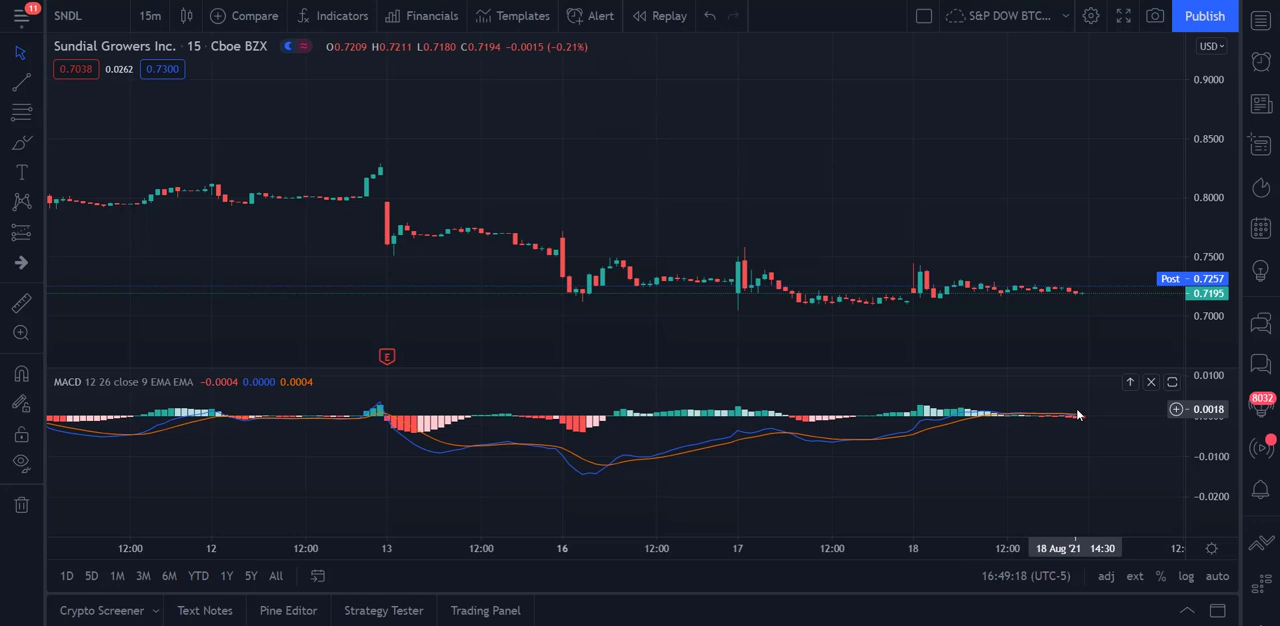 11
SNDL 15m Compare Indicators Financials Templates Alert Replay S&P DOW BTC... Publish
Sundial Growers Inc. · 15 · Cboe BZX O0.7209 H0.7211 L0.7180 C0.7194 −0.0015 (−0.21%) USD
0.7038 0.0262 0.7300
0.9000
0.8500
0.8000
0.7500
Post 0.7257
0.7195
0.7000
E
MACD 12 26 close 9 EMA EMA −0.0004 0.0000 0.0004
0.0100
8032
0.0018
−0.0100
−0.0200
12:00 12 12:00 13 12:00 16 12:00 17 12:00 18 12:00 18 Aug '21 14:30 12:
1D 5D 1M 3M 6M YTD 1Y 5Y All 16:49:18 (UTC-5) adj ext % log auto
Crypto Screener Text Notes Pine Editor Strategy Tester Trading Panel